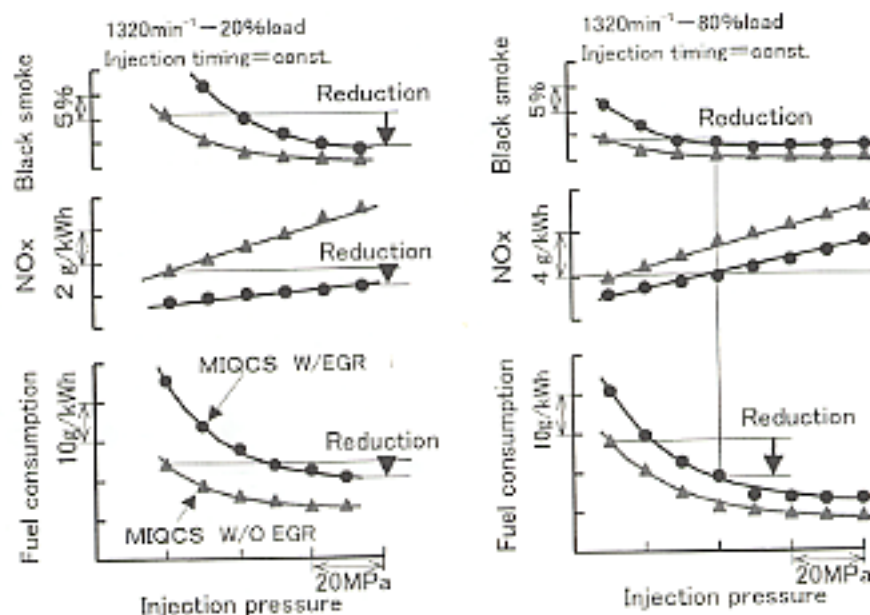 1320min⁻¹－20%load
Injection timing＝const.
Black smoke
5%
Reduction
NOx
2 g/kWh
Reduction
Fuel consumption
10g/kWh
MIQCS W/EGR
Reduction
MIQCS W/O EGR
20MPa
Injection pressure
1320min⁻¹－80%load
Injection timing＝const.
Black smoke
5%
Reduction
NOx
4 g/kWh
Fuel consumption
10g/kWh
Reduction
20MPa
Injection pressure